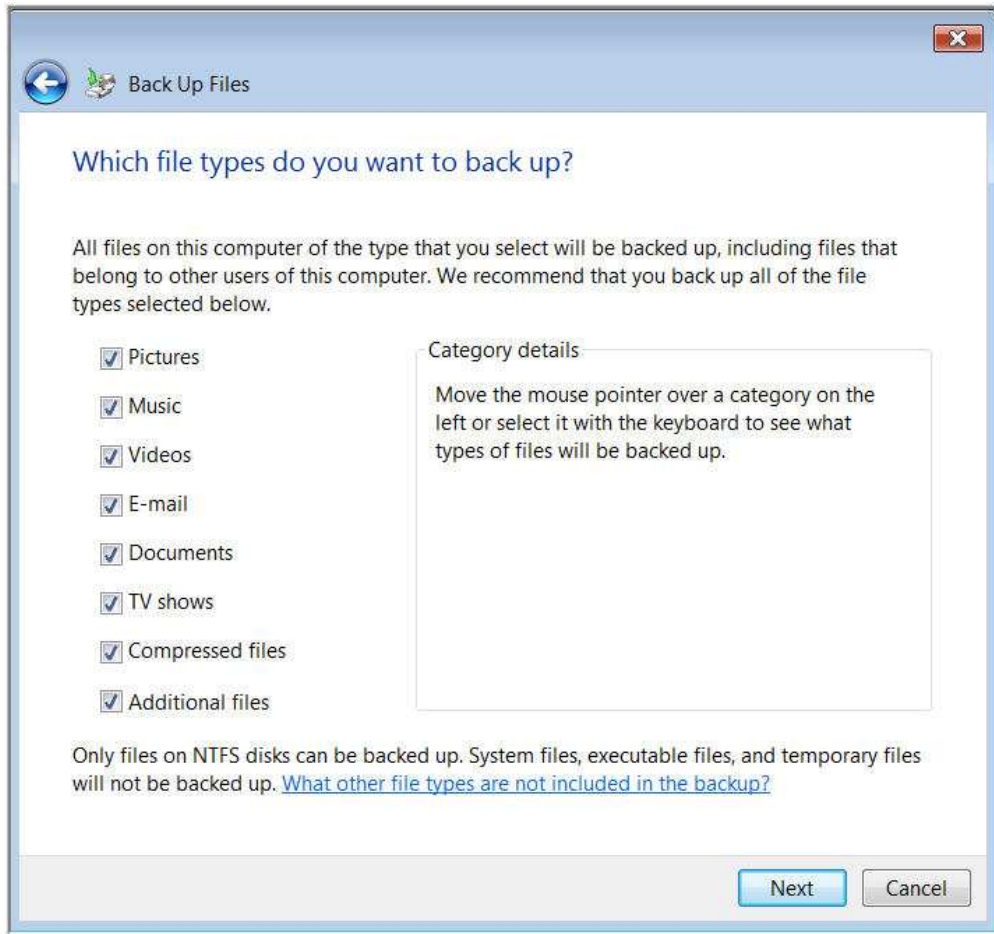 Back Up Files
Which file types do you want to back up?
All files on this computer of the type that you select will be backed up, including files that
belong to other users of this computer. We recommend that you back up all of the file
types selected below.
Pictures
Music
Videos
E-mail
Documents
TV shows
Compressed files
Additional files
Category details
Move the mouse pointer over a category on the
left or select it with the keyboard to see what
types of files will be backed up.
Only files on NTFS disks can be backed up. System files, executable files, and temporary files
will not be backed up. What other file types are not included in the backup?
Next
Cancel